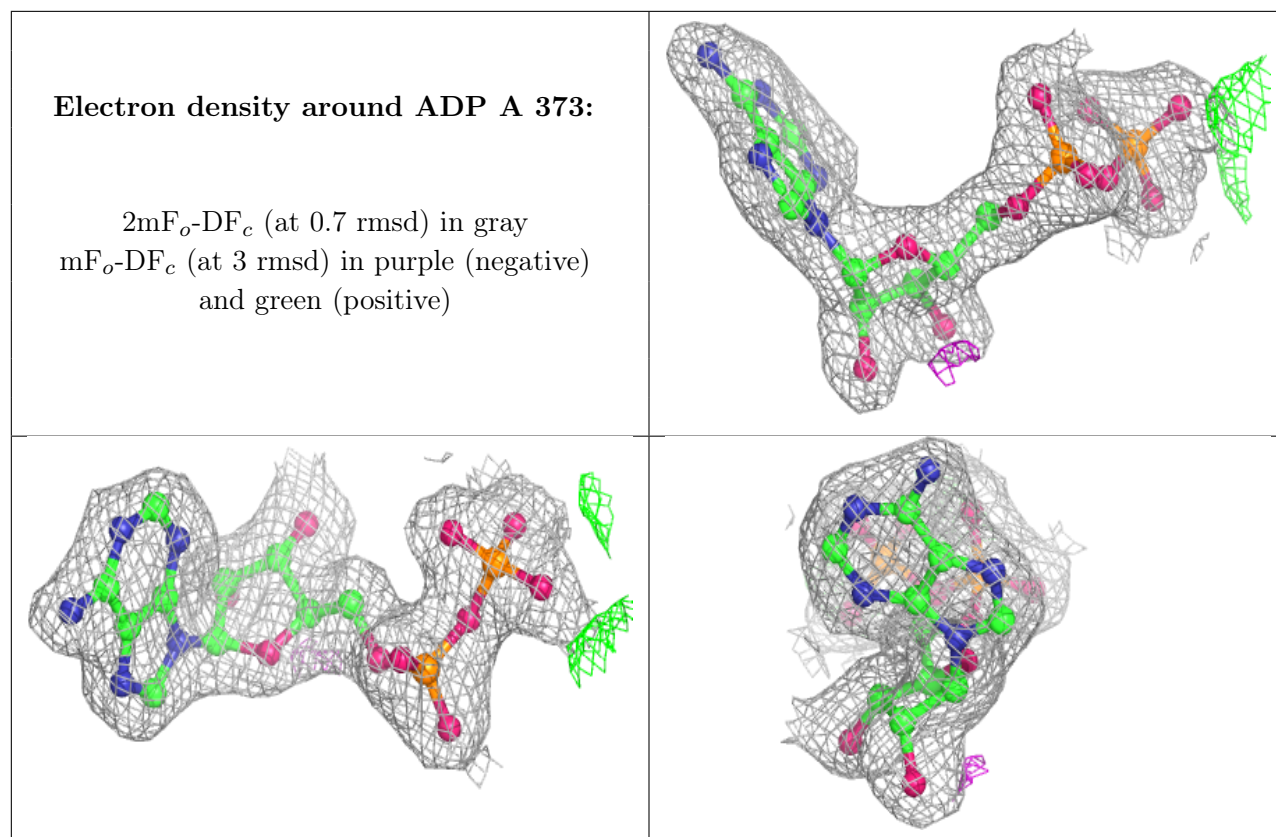 Electron density around ADP A 373:
2mFo-DFc (at 0.7 rmsd) in gray
mFo-DFc (at 3 rmsd) in purple (negative)
and green (positive)